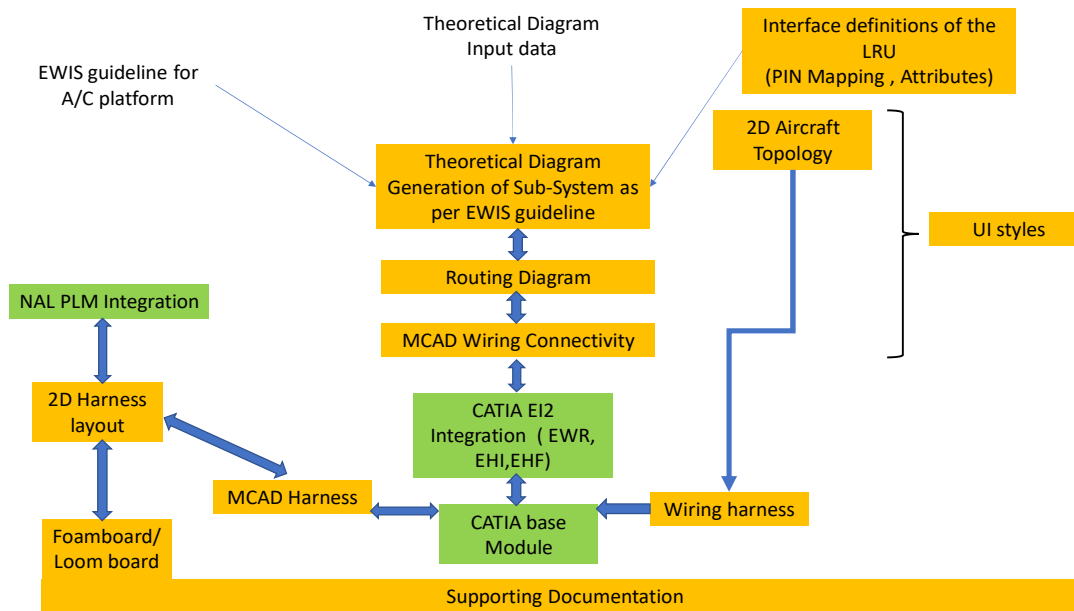 Theoretical Diagram
Input data
Interface definitions of the
LRU
(PIN Mapping , Attributes)
EWIS guideline for
A/C platform
2D Aircraft
Topology
Theoretical Diagram
Generation of Sub-System as
per EWIS guideline
UI styles
Routing Diagram
NAL PLM Integration
MCAD Wiring Connectivity
2D Harness
layout
CATIA EI2
Integration ( EWR,
EHI,EHF)
MCAD Harness
Wiring harness
CATIA base
Module
Foamboard/
Loom board
Supporting Documentation